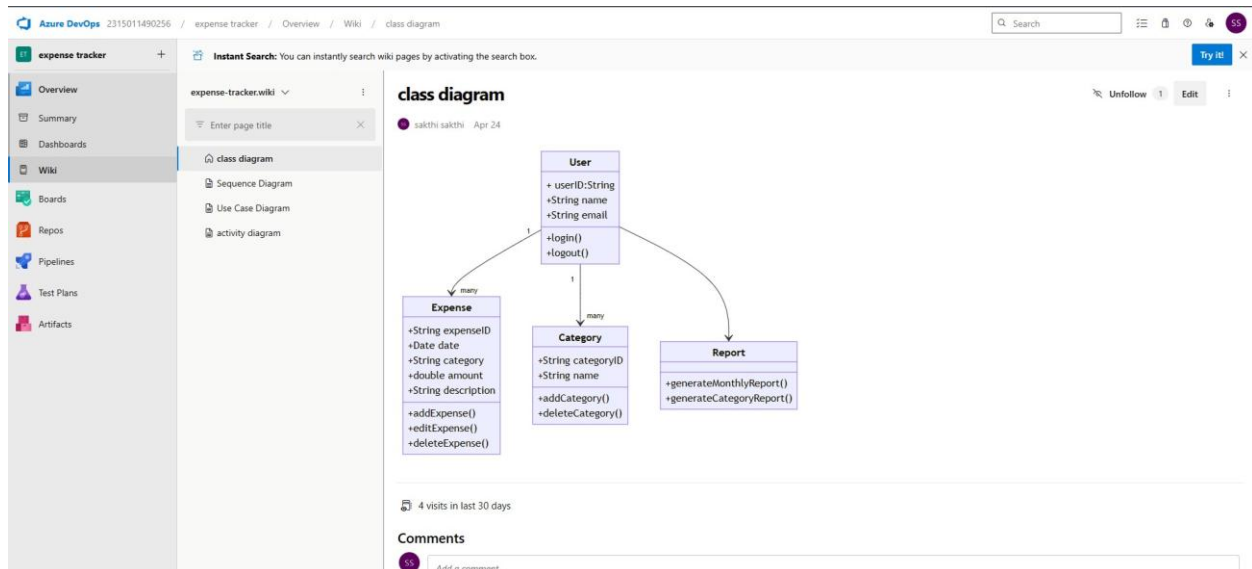 Azure DevOps 2315011490256 / expense tracker / Overview / Wiki / class diagram
Search
SS
ET expense tracker +
Instant Search: You can instantly search wiki pages by activating the search box.
Try it!
Overview
Summary
Dashboards
Wiki
Boards
Repos
Pipelines
Test Plans
Artifacts
expense-tracker.wiki
Enter page title
class diagram
Sequence Diagram
Use Case Diagram
activity diagram
class diagram
Unfollow 1 Edit
sakthi sakthi Apr 24
User
+ userID:String
+String name
+String email
+login()
+logout()
1
many
1
many
Expense
+String expenseID
+Date date
+String category
+double amount
+String description
+addExpense()
+editExpense()
+deleteExpense()
Category
+String categoryID
+String name
+addCategory()
+deleteCategory()
Report
+generateMonthlyReport()
+generateCategoryReport()
4 visits in last 30 days
Comments
SS
Add a comment